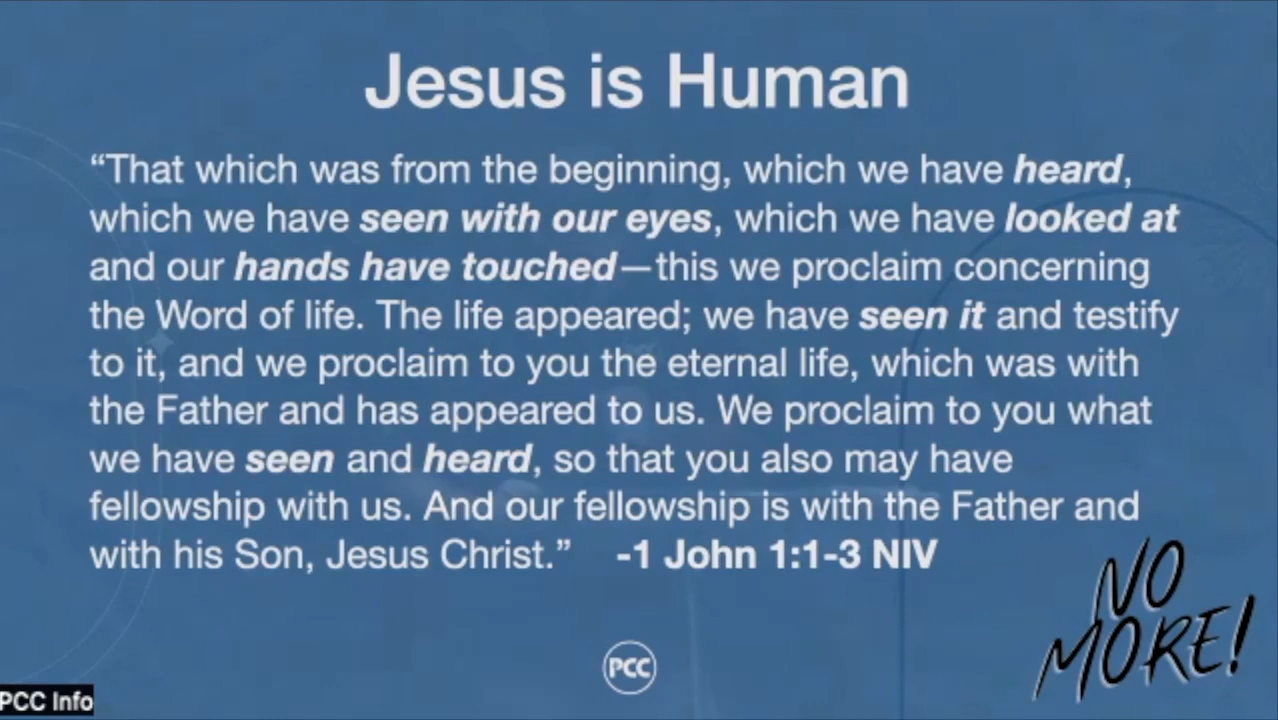 Jesus is Human
“That which was from the beginning, which we have heard,
which we have seen with our eyes, which we have looked at
and our hands have touched—this we proclaim concerning
the Word of life. The life appeared; we have seen it and testify
to it, and we proclaim to you the eternal life, which was with
the Father and has appeared to us. We proclaim to you what
we have seen and heard, so that you also may have
fellowship with us. And our fellowship is with the Father and
with his Son, Jesus Christ.” -1 John 1:1-3 NIV
NO
MORE!
PCC
PCC Info